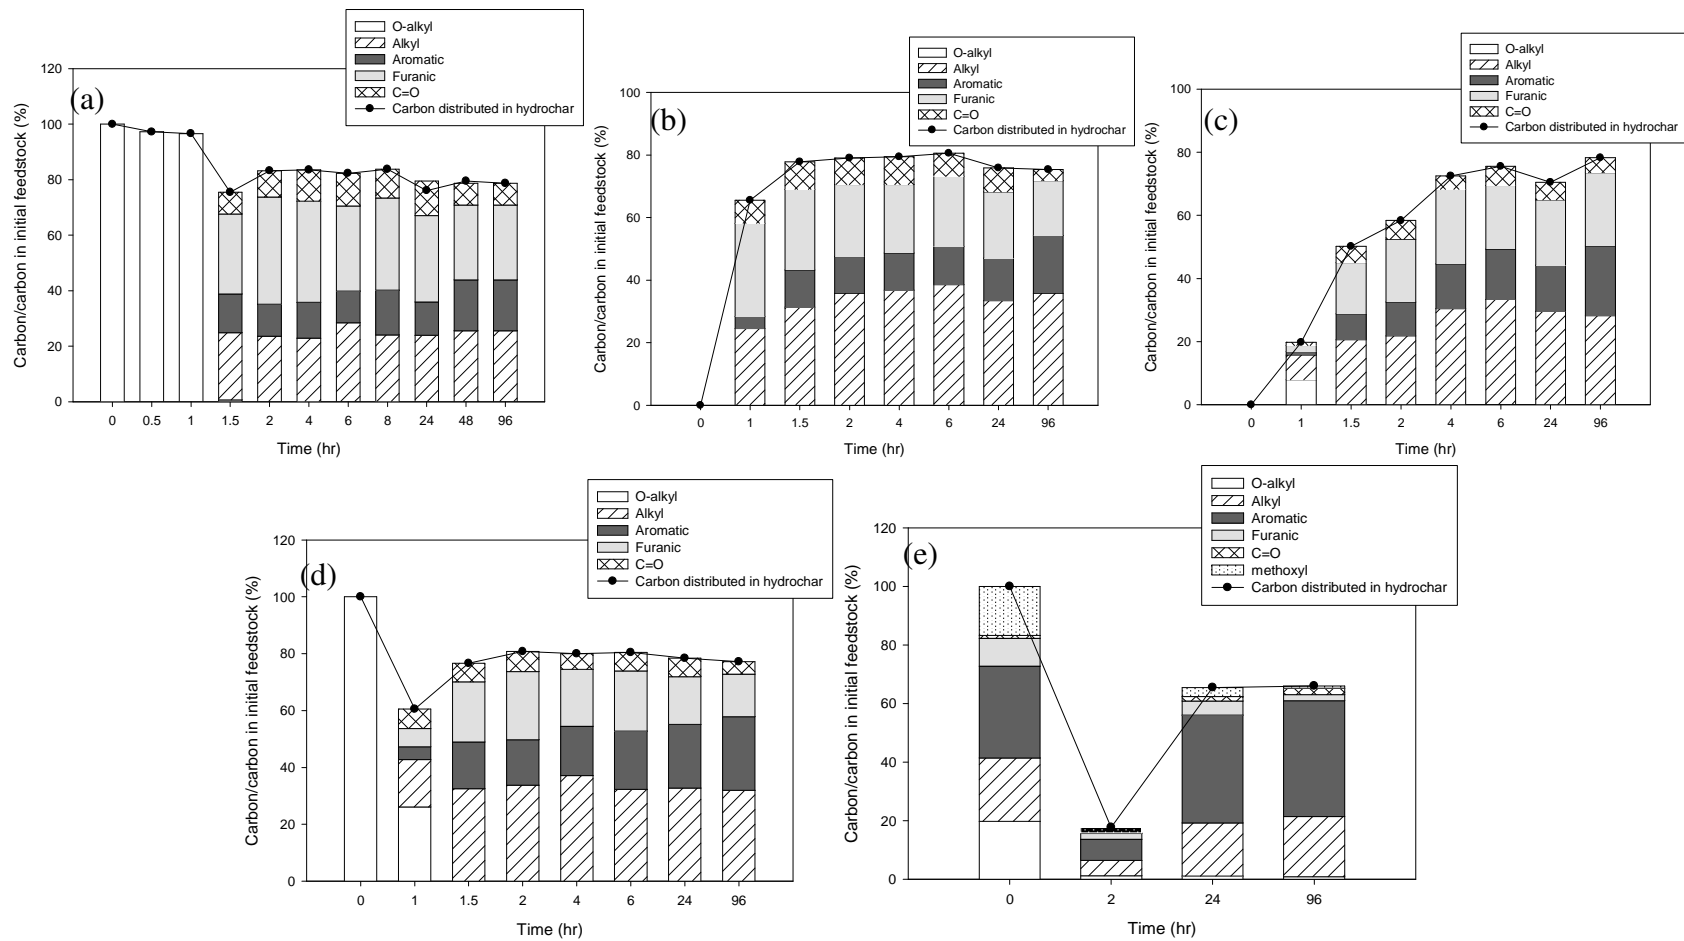 O-alkyl
Alkyl
Aromatic
Furanic
C=O
Carbon distributed in hydrochar
(a)
Carbon/carbon in initial feedstock (%)
120
100
80
60
40
20
0
0 0.5 1 1.5 2 4 6 8 24 48 96
Time (hr)
O-alkyl
Alkyl
Aromatic
Furanic
C=O
Carbon distributed in hydrochar
(b)
Carbon/carbon in initial feedstock (%)
100
80
60
40
20
0
0 1 1.5 2 4 6 24 96
Time (hr)
O-alkyl
Alkyl
Aromatic
Furanic
C=O
Carbon distributed in hydrochar
(c)
Carbon/carbon in initial feedstock (%)
100
80
60
40
20
0
0 1 1.5 2 4 6 24 96
Time (hr)
O-alkyl
Alkyl
Aromatic
Furanic
C=O
Carbon distributed in hydrochar
(d)
Carbon/carbon in initial feedstock (%)
120
100
80
60
40
20
0
0 1 1.5 2 4 6 24 96
Time (hr)
O-alkyl
Alkyl
Aromatic
Furanic
C=O
methoxyl
Carbon distributed in hydrochar
(e)
Carbon/carbon in initial feedstock (%)
120
100
80
60
40
20
0
0 2 24 96
Time (hr)